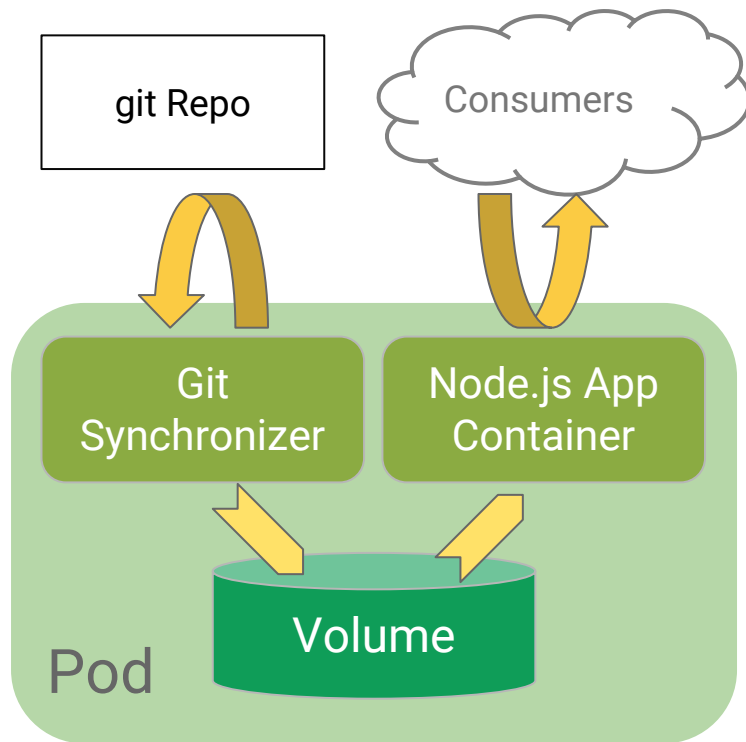 git Repo
Consumers
Git
Synchronizer
Node.js App
Container
Volume
Pod